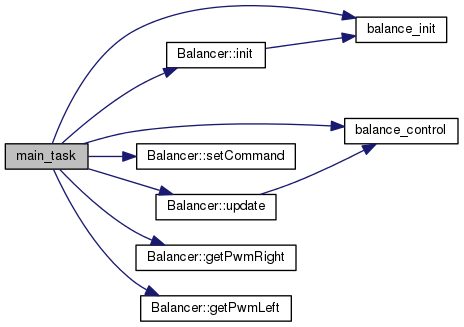 balance_init
Balancer::init
balance_control
main_task
Balancer::setCommand
Balancer::update
Balancer::getPwmRight
Balancer::getPwmLeft